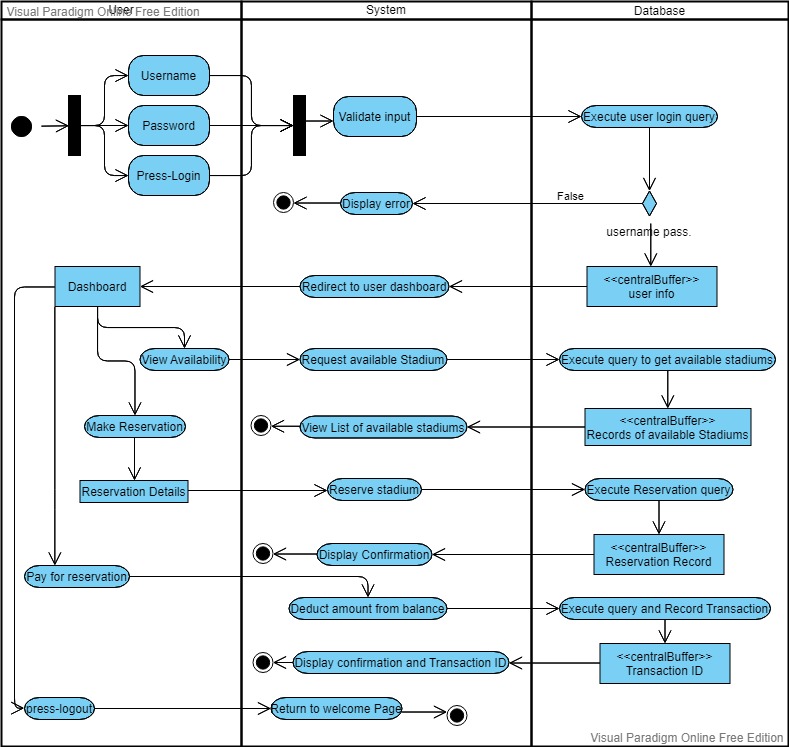 User
System
Database
Visual Paradigm Online Free Edition
Username
Password
Press-Login
Validate input
Execute user login query
False
Display error
username pass.
Dashboard
Redirect to user dashboard
<<centralBuffer>>
user info
View Availability
Request available Stadium
Execute query to get available stadiums
Make Reservation
View List of available stadiums
<<centralBuffer>>
Records of available Stadiums
Reservation Details
Reserve stadium
Execute Reservation query
Display Confirmation
<<centralBuffer>>
Reservation Record
Pay for reservation
Deduct amount from balance
Execute query and Record Transaction
Display confirmation and Transaction ID
<<centralBuffer>>
Transaction ID
press-logout
Return to welcome Page
Visual Paradigm Online Free Edition